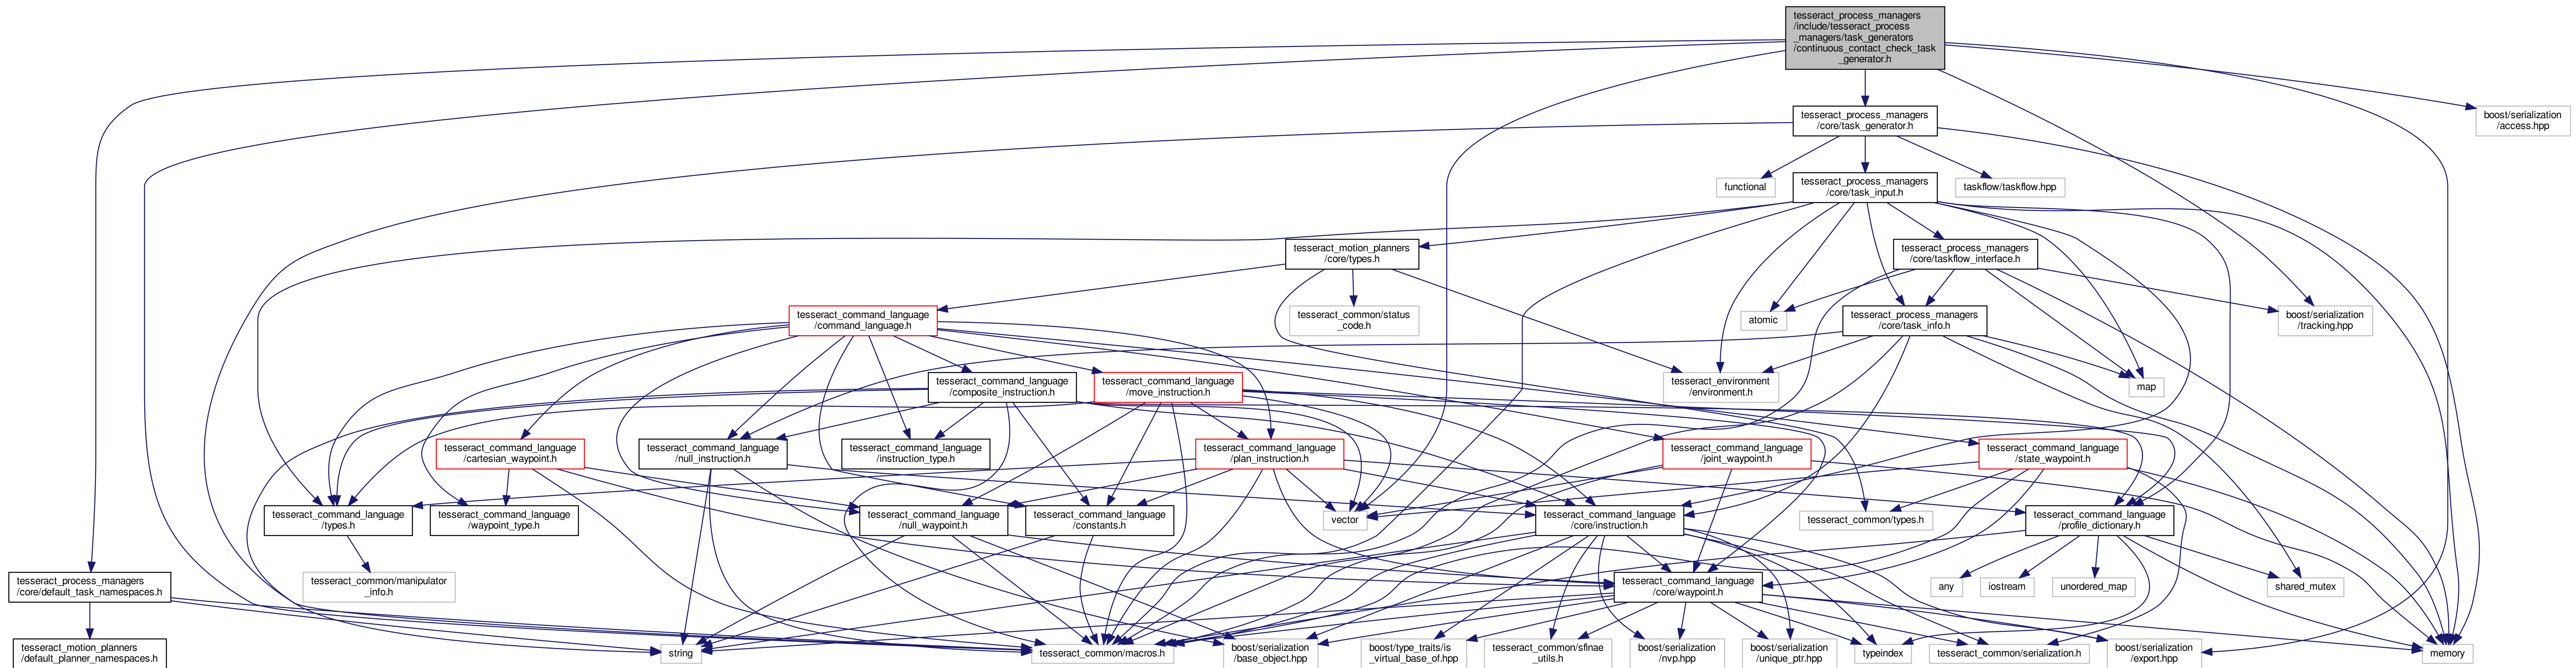 tesseract_process_managers
/include/tesseract_process
_managers/task_generators
/continuous_contact_check_task
_generator.h
tesseract_process_managers
/core/task_generator.h
boost/serialization
/access.hpp
functional
tesseract_process_managers
/core/task_input.h
taskflow/taskflow.hpp
tesseract_motion_planners
/core/types.h
tesseract_process_managers
/core/taskflow_interface.h
tesseract_command_language
/command_language.h
tesseract_common/status
_code.h
atomic
tesseract_process_managers
/core/task_info.h
boost/serialization
/tracking.hpp
tesseract_command_language
/composite_instruction.h
tesseract_command_language
/move_instruction.h
tesseract_environment
/environment.h
map
tesseract_command_language
/cartesian_waypoint.h
tesseract_command_language
/null_instruction.h
tesseract_command_language
/instruction_type.h
tesseract_command_language
/plan_instruction.h
tesseract_command_language
/joint_waypoint.h
tesseract_command_language
/state_waypoint.h
tesseract_command_language
/types.h
tesseract_command_language
/waypoint_type.h
tesseract_command_language
/null_waypoint.h
tesseract_command_language
/constants.h
vector
tesseract_command_language
/core/instruction.h
tesseract_common/types.h
tesseract_command_language
/profile_dictionary.h
tesseract_process_managers
/core/default_task_namespaces.h
tesseract_common/manipulator
_info.h
tesseract_command_language
/core/waypoint.h
any
iostream
unordered_map
shared_mutex
tesseract_motion_planners
/default_planner_namespaces.h
string
tesseract_common/macros.h
boost/serialization
/base_object.hpp
boost/type_traits/is
_virtual_base_of.hpp
tesseract_common/sfinae
_utils.h
boost/serialization
/nvp.hpp
boost/serialization
/unique_ptr.hpp
typeindex
tesseract_common/serialization.h
boost/serialization
/export.hpp
memory